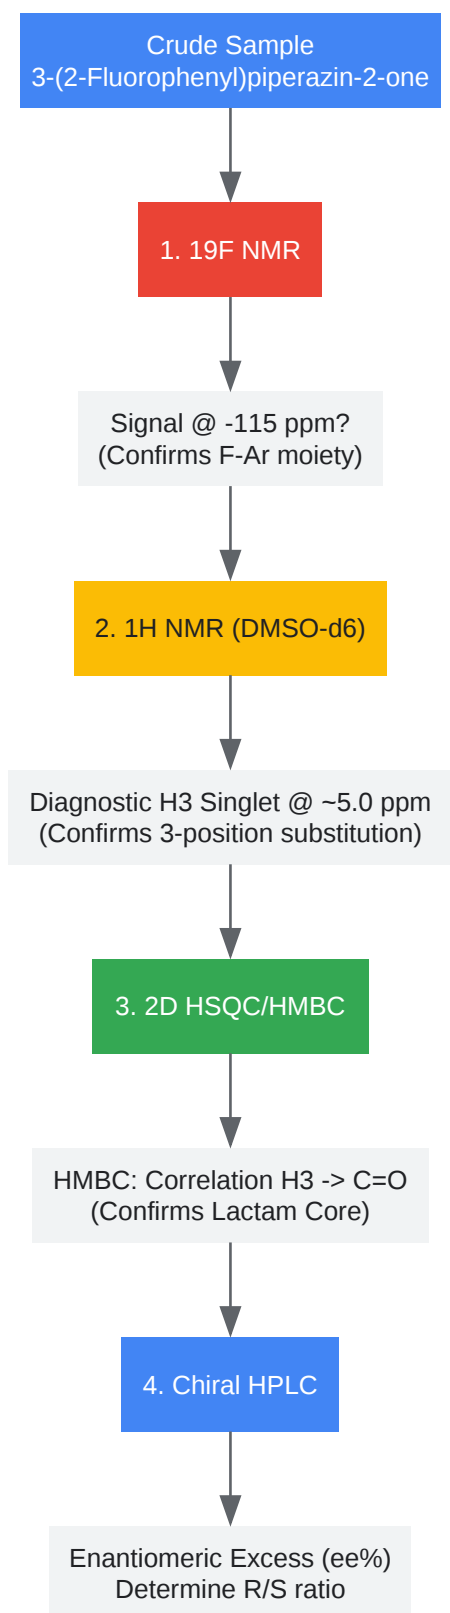 Crude Sample
3-(2-Fluorophenyl)piperazin-2-one
1. 19F NMR
Signal @ -115 ppm?
(Confirms F-Ar moiety)
2. 1H NMR (DMSO-d6)
Diagnostic H3 Singlet @ ~5.0 ppm
(Confirms 3-position substitution)
3. 2D HSQC/HMBC
HMBC: Correlation H3 -> C=O
(Confirms Lactam Core)
4. Chiral HPLC
Enantiomeric Excess (ee%)
Determine R/S ratio